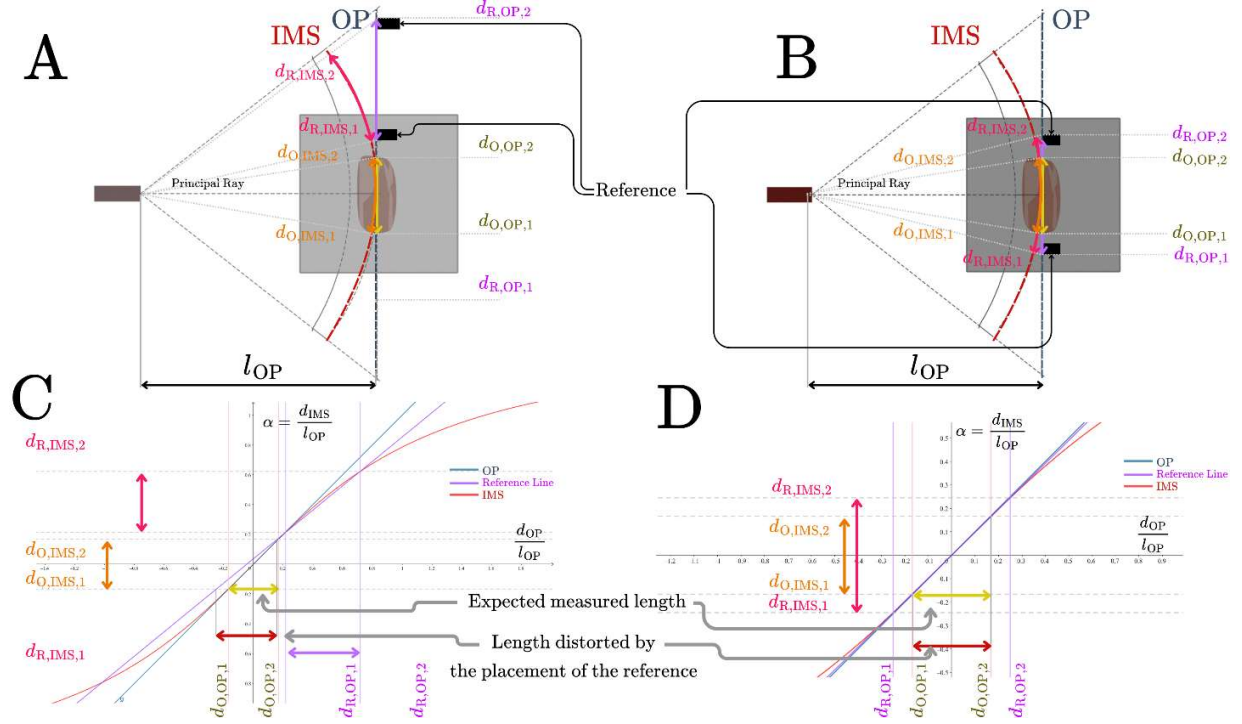 A
IMS
OP
d_R,OP,2
d_R,IMS,2
d_R,IMS,1
d_O,IMS,2
d_O,OP,2
Principal Ray
d_O,IMS,1
d_O,OP,1
d_R,OP,1
l_OP
Reference
B
IMS
OP
d_R,IMS,2
d_R,OP,2
d_O,IMS,2
d_O,OP,2
Principal Ray
d_O,IMS,1
d_O,OP,1
d_R,IMS,1
d_R,OP,1
l_OP
C
α = d_IMS / l_OP
d_R,IMS,2
OP
Reference Line
IMS
d_OP / l_OP
d_O,IMS,2
d_O,IMS,1
d_R,IMS,1
d_O,OP,1
d_O,OP,2
d_R,OP,1
d_R,OP,2
Expected measured length
Length distorted by
the placement of the reference
D
α = d_IMS / l_OP
OP
Reference Line
IMS
d_R,IMS,2
d_OP / l_OP
d_O,IMS,2
d_O,IMS,1
d_R,IMS,1
d_R,OP,1
d_O,OP,1
d_O,OP,2
d_R,OP,2